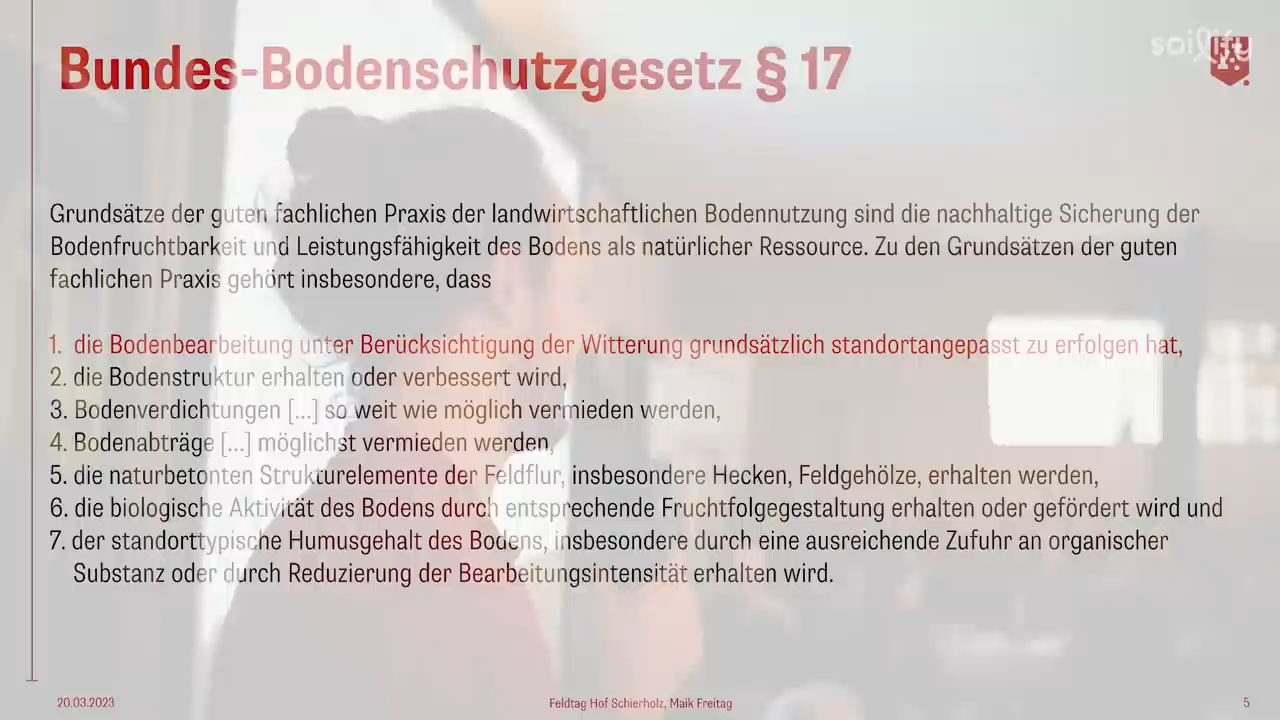 Bundes-Bodenschutzgesetz § 17
soilify
Grundsätze der guten fachlichen Praxis der landwirtschaftlichen Bodennutzung sind die nachhaltige Sicherung der
Bodenfruchtbarkeit und Leistungsfähigkeit des Bodens als natürlicher Ressource. Zu den Grundsätzen der guten
fachlichen Praxis gehört insbesondere, dass
1. die Bodenbearbeitung unter Berücksichtigung der Witterung grundsätzlich standortangepasst zu erfolgen hat,
2. die Bodenstruktur erhalten oder verbessert wird,
3. Bodenverdichtungen [...] so weit wie möglich vermieden werden,
4. Bodenabträge [...] möglichst vermieden werden,
5. die naturbetonten Strukturelemente der Feldflur, insbesondere Hecken, Feldgehölze, erhalten werden,
6. die biologische Aktivität des Bodens durch entsprechende Fruchtfolgegestaltung erhalten oder gefördert wird und
7. der standorttypische Humusgehalt des Bodens, insbesondere durch eine ausreichende Zufuhr an organischer
Substanz oder durch Reduzierung der Bearbeitungsintensität erhalten wird.
20.03.2023
Feldtag Hof Schierholz, Maik Freitag
5